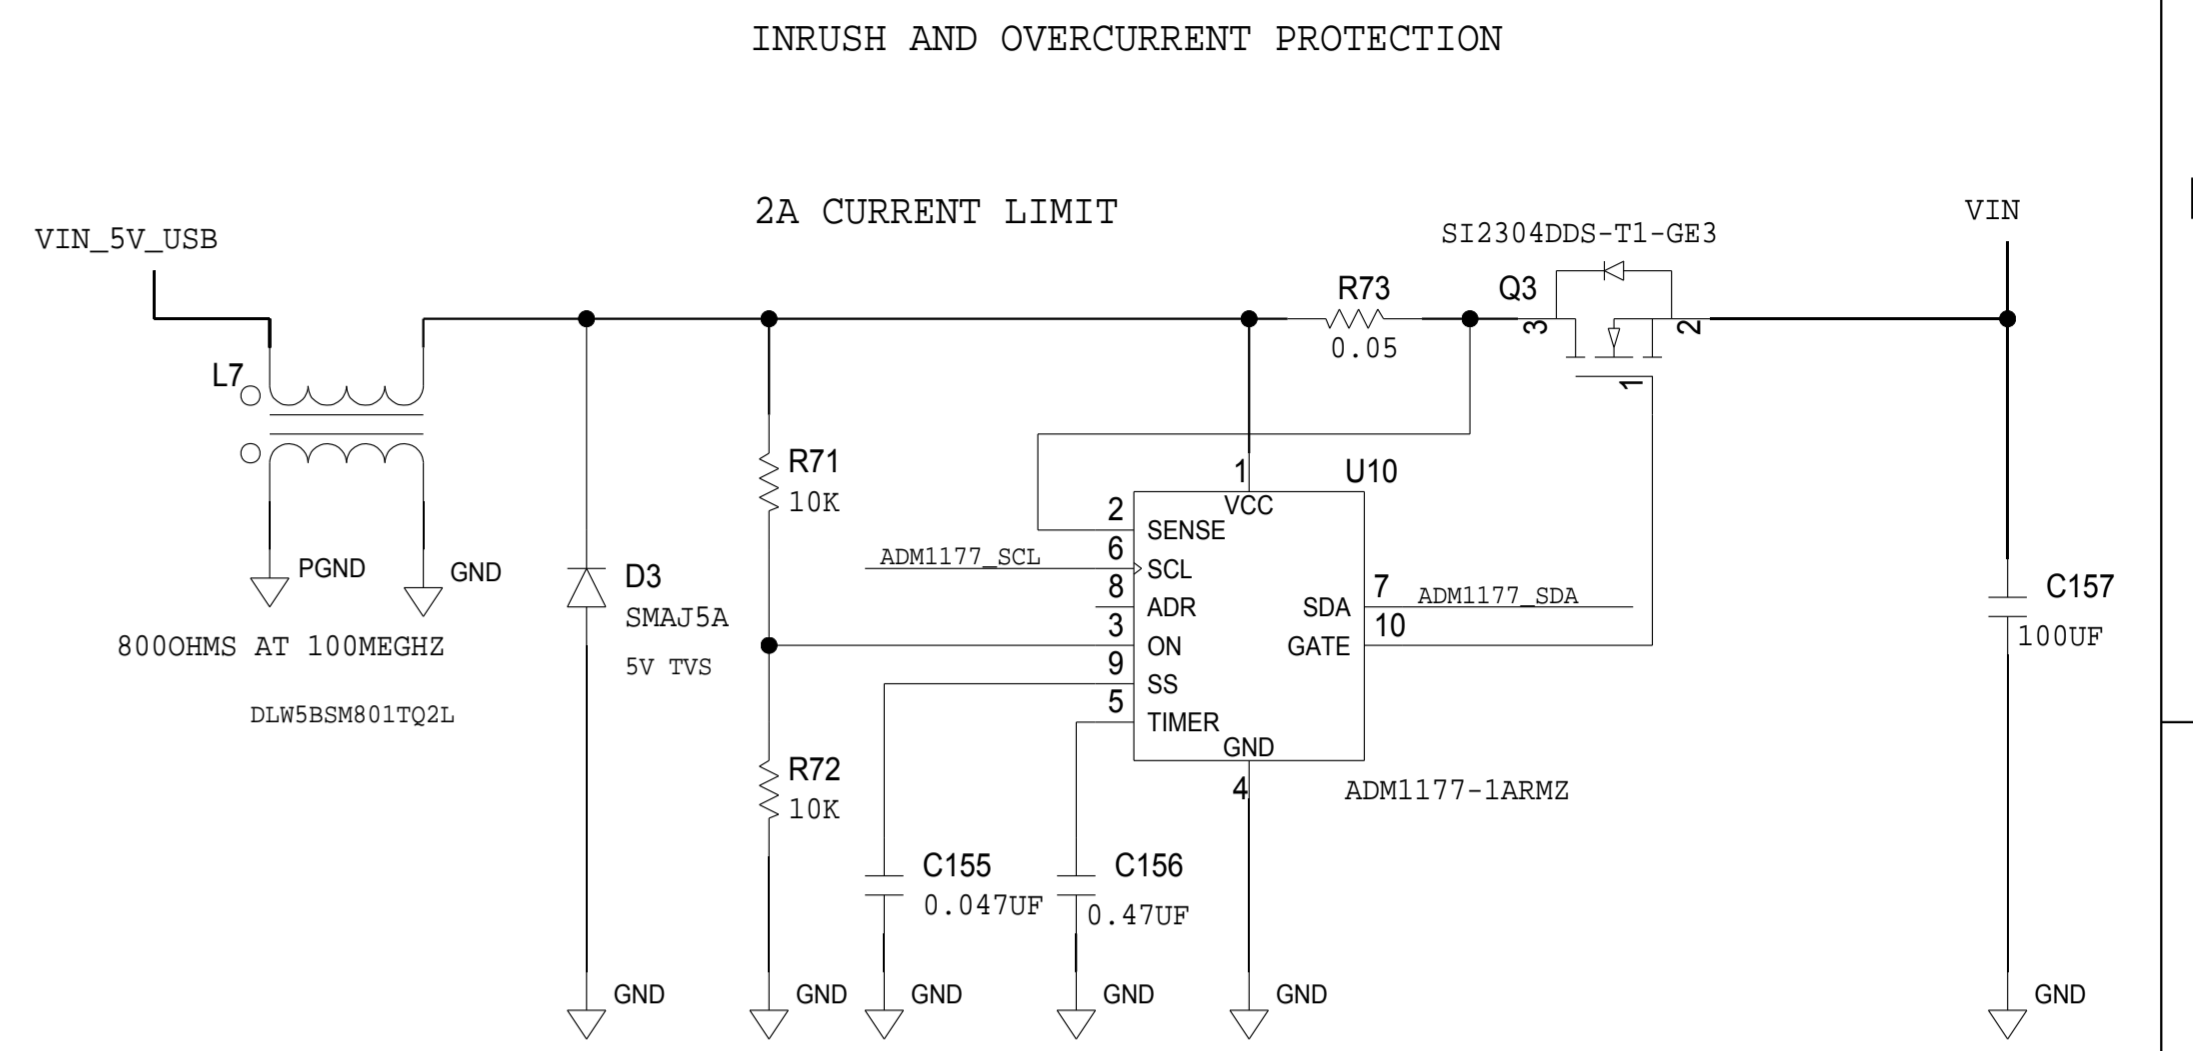 INRUSH AND OVERCURRENT PROTECTION
2A CURRENT LIMIT
VIN_5V_USB
SI2304DDS-T1-GE3
VIN
R73
0.05
Q3
3
2
1
L7
PGND
GND
800OHMS AT 100MEGHZ
DLW5BSM801TQ2L
D3
SMAJ5A
5V TVS
R71
10K
R72
10K
U10
1
VCC
2
SENSE
ADM1177_SCL
6
SCL
8
ADR
3
ON
9
SS
5
TIMER
7
SDA
ADM1177_SDA
10
GATE
GND
4
ADM1177-1ARMZ
C155
0.047UF
C156
0.47UF
C157
100UF
GND
GND
GND
GND
GND
GND